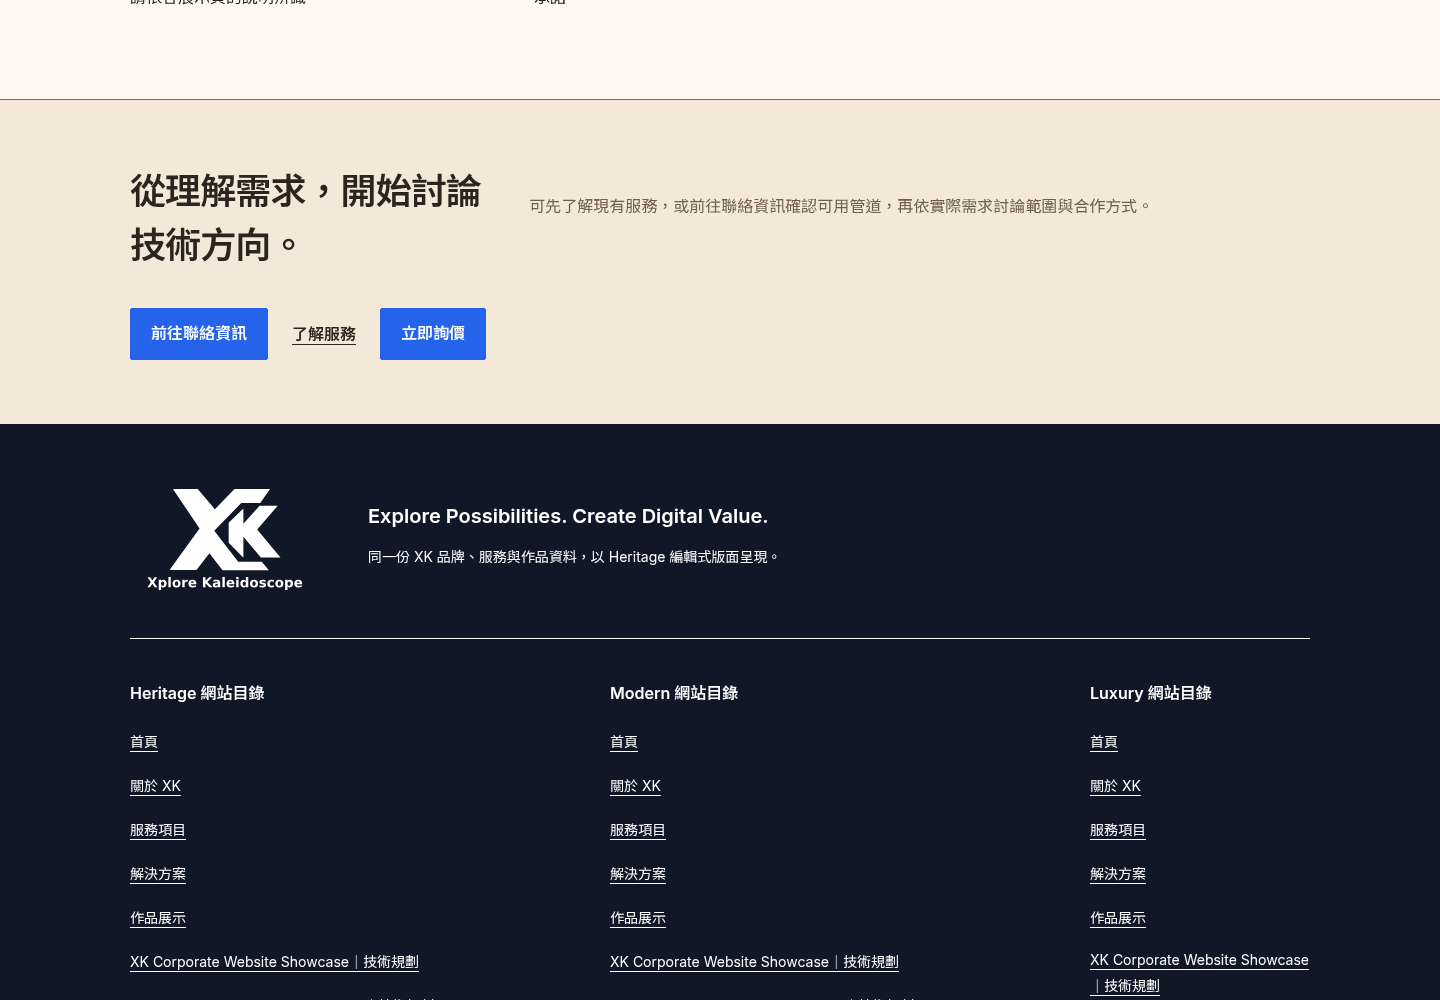 從理解需求，開始討論
技術方向。
可先了解現有服務，或前往聯絡資訊確認可用管道，再依實際需求討論範圍與合作方式。
前往聯絡資訊
了解服務
立即詢價
XK
Xplore Kaleidoscope
Explore Possibilities. Create Digital Value.
同一份 XK 品牌、服務與作品資料，以 Heritage 編輯式版面呈現。
Heritage 網站目錄
首頁
關於 XK
服務項目
解決方案
作品展示
XK Corporate Website Showcase｜技術規劃
Modern 網站目錄
首頁
關於 XK
服務項目
解決方案
作品展示
XK Corporate Website Showcase｜技術規劃
Luxury 網站目錄
首頁
關於 XK
服務項目
解決方案
作品展示
XK Corporate Website Showcase
｜技術規劃